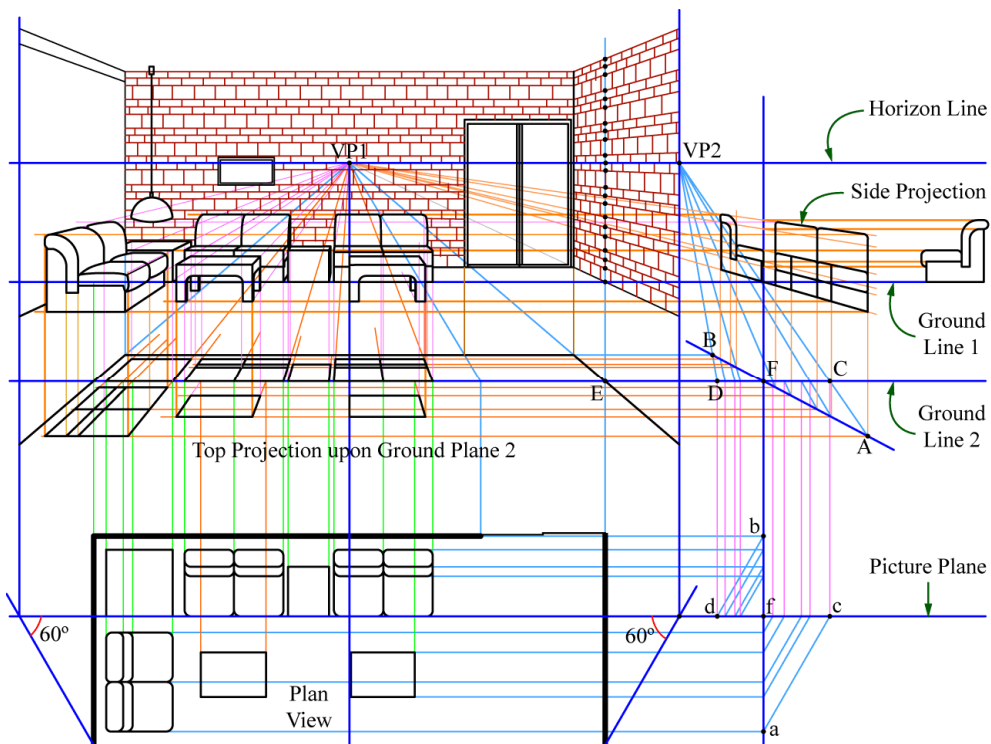 Horizon Line
VP1
VP2
Side Projection
Ground
Line 1
B
F
C
E
D
Ground
Line 2
A
Top Projection upon Ground Plane 2
b
Picture Plane
d
f
c
60º
60º
Plan
View
a